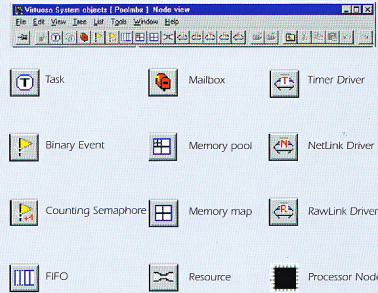 Virtuoso System objects [ Poolmbx ] Node view
File Edit View Tree List Tools Window Help
T Task
Mailbox
T Timer Driver
Binary Event
Memory pool
N NetLink Driver
+1 Counting Semaphore
Memory map
R RawLink Driver
FIFO
Resource
Processor Node